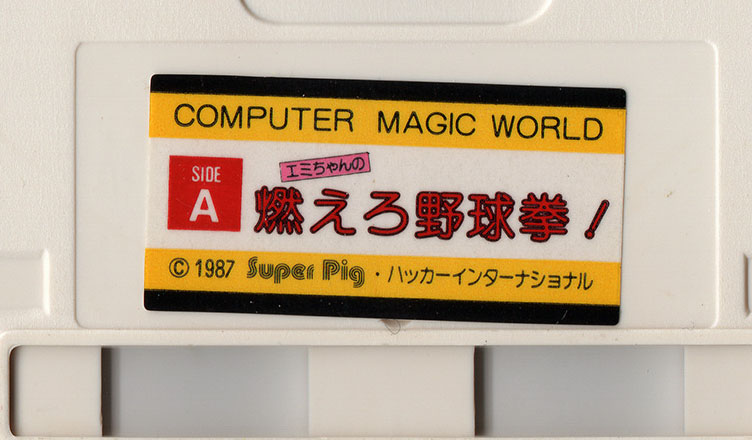 COMPUTER MAGIC WORLD
エミちゃんの
SIDE
A
燃えろ野球拳！
© 1987 Super Pig・ハッカーインターナショナル